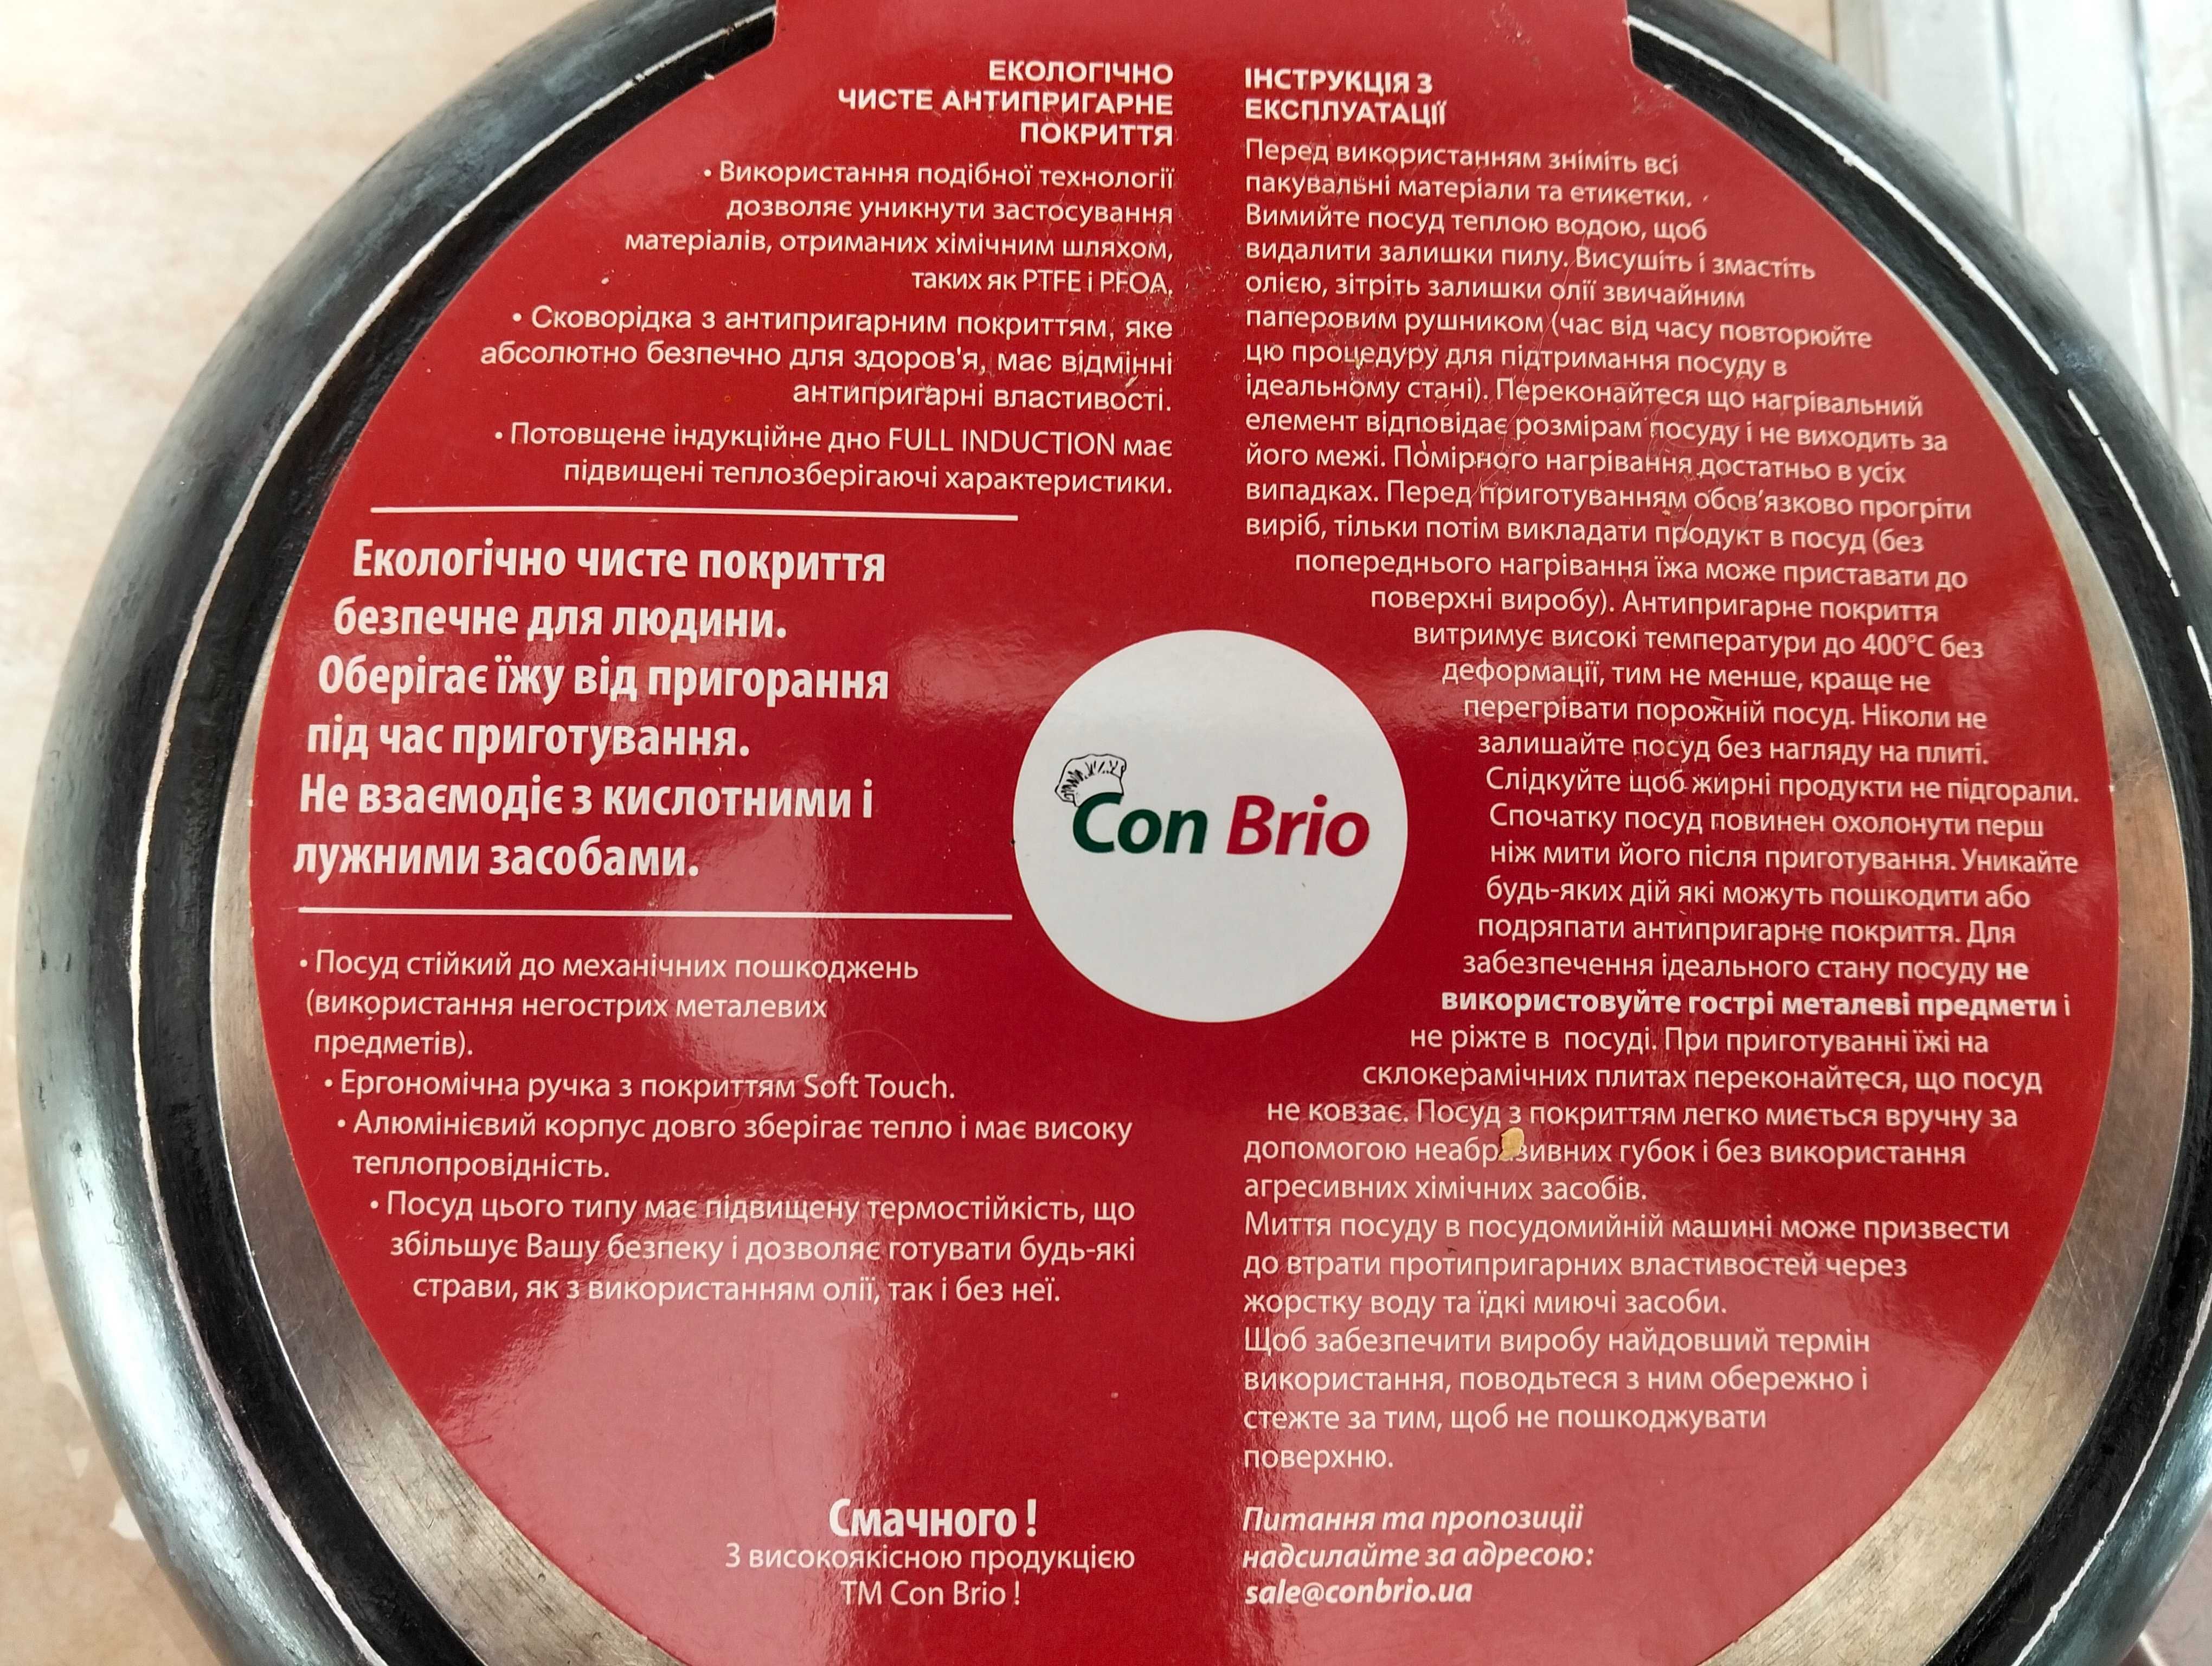 ЕКОЛОГІЧНО
ЧИСТЕ АНТИПРИГАРНЕ
ПОКРИТТЯ
• Використання подібної технології
дозволяє уникнути застосування
матеріалів, отриманих хімічним шляхом,
таких як PTFE і PFOA.
• Сковорідка з антипригарним покриттям, яке
абсолютно безпечно для здоров'я, має відмінні
антипригарні властивості.
• Потовщене індукційне дно FULL INDUCTION має
підвищені теплозберігаючі характеристики.
Екологічно чисте покриття
безпечне для людини.
Оберігає їжу від пригорання
під час приготування.
Не взаємодіє з кислотними і
лужними засобами.
• Посуд стійкий до механічних пошкоджень
(використання негострих металевих
предметів).
• Ергономічна ручка з покриттям Soft Touch.
• Алюмінієвий корпус довго зберігає тепло і має високу
теплопровідність.
• Посуд цього типу має підвищену термостійкість, що
збільшує Вашу безпеку і дозволяє готувати будь-які
страви, як з використанням олії, так і без неї.
Смачного !
З високоякісною продукцією
ТМ Con Brio !
Con Brio
ІНСТРУКЦІЯ З
ЕКСПЛУАТАЦІЇ
Перед використанням зніміть всі
пакувальні матеріали та етикетки.
Вимийте посуд теплою водою, щоб
видалити залишки пилу. Висушіть і змастіть
олією, зітріть залишки олії звичайним
паперовим рушником (час від часу повторюйте
цю процедуру для підтримання посуду в
ідеальному стані). Переконайтеся що нагрівальний
елемент відповідає розмірам посуду і не виходить за
його межі. Помірного нагрівання достатньо в усіх
випадках. Перед приготуванням обов'язково прогріти
виріб, тільки потім викладати продукт в посуд (без
попереднього нагрівання їжа може приставати до
поверхні виробу). Антипригарне покриття
витримує високі температури до 400°C без
деформації, тим не менше, краще не
перегрівати порожній посуд. Ніколи не
залишайте посуд без нагляду на плиті.
Слідкуйте щоб жирні продукти не підгорали.
Спочатку посуд повинен охолонути перш
ніж мити його після приготування. Уникайте
будь-яких дій які можуть пошкодити або
подряпати антипригарне покриття. Для
забезпечення ідеального стану посуду не
використовуйте гострі металеві предмети і
не ріжте в посуді. При приготуванні їжі на
склокерамічних плитах переконайтеся, що посуд
не ковзає. Посуд з покриттям легко миється вручну за
допомогою неабразивних губок і без використання
агресивних хімічних засобів.
Миття посуду в посудомийній машині може призвести
до втрати протипригарних властивостей через
жорстку воду та їдкі миючі засоби.
Щоб забезпечити виробу найдовший термін
використання, поводьтеся з ним обережно і
стежте за тим, щоб не пошкоджувати
поверхню.
Питання та пропозиції
надсилайте за адресою:
sale@conbrio.ua